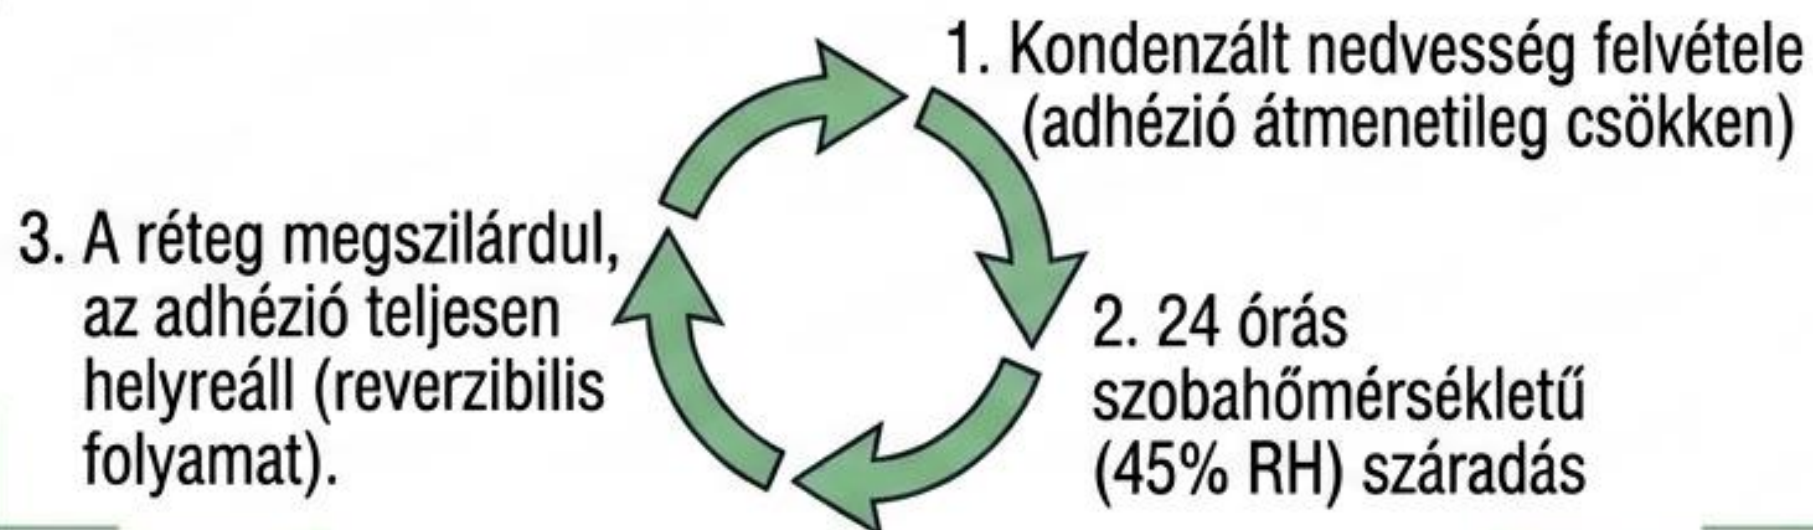 1. Kondenzált nedvesség felvétele
(adhézió átmenetileg csökken)
2. 24 órás
szobahőmérsékletű
(45% RH) száradás
3. A réteg megszilárdul,
az adhézió teljesen
helyreáll (reverzibilis
folyamat).